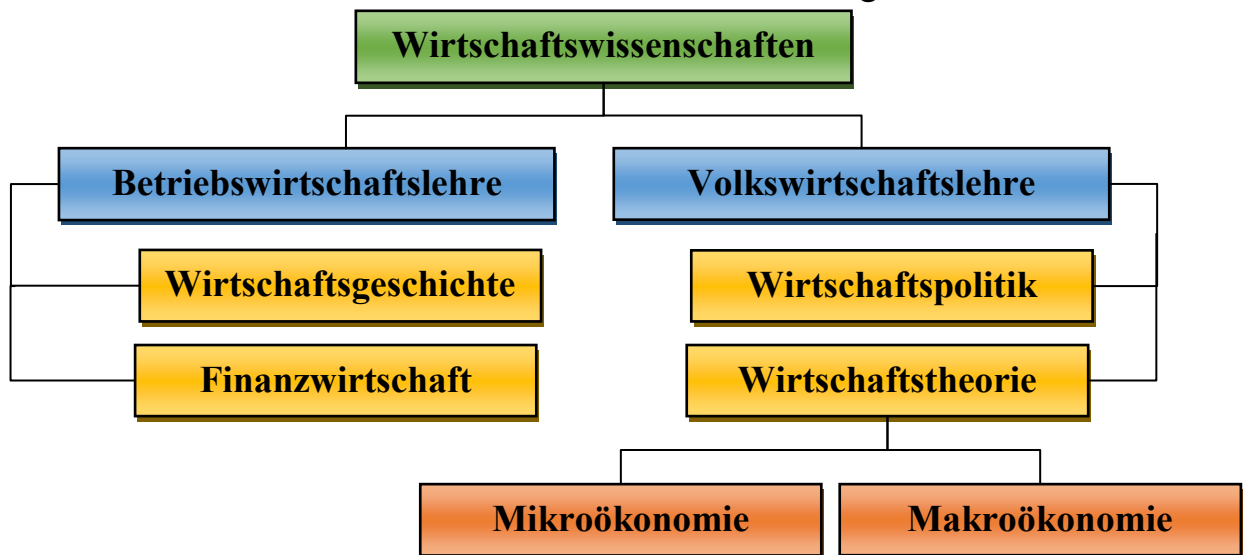 Wirtschaftswissenschaften
Betriebswirtschaftslehre
Volkswirtschaftslehre
Wirtschaftsgeschichte
Wirtschaftspolitik
Finanzwirtschaft
Wirtschaftstheorie
Mikroökonomie
Makroökonomie